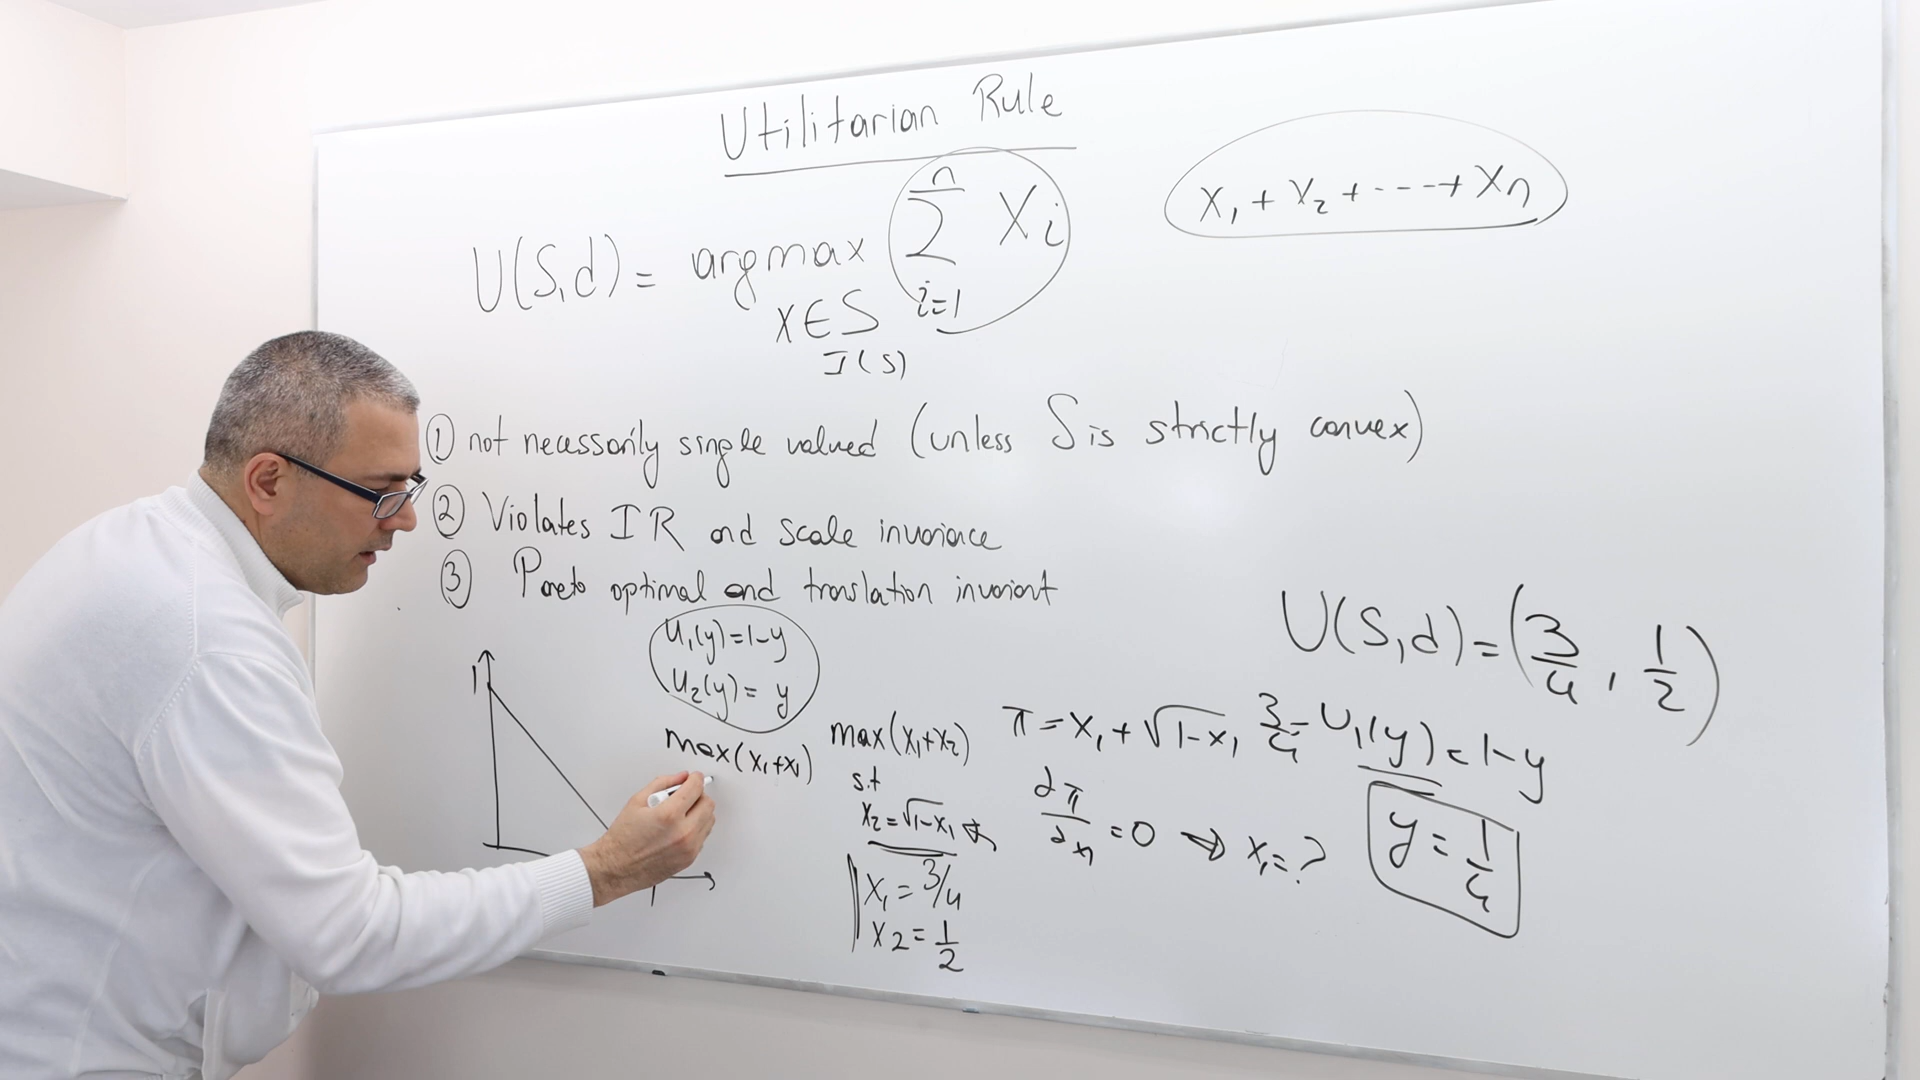 Utilitarian Rule
U(S,d) = argmax ∑ Xi
n
i=1
X∈S
I(S)
X₁ + X₂ + ---- + Xn
① not necessarily single valued (unless S is strictly convex)
② Violates IR and scale invariance
③ Pareto optimal and translation invariant
U₁(y)=1-y
U₂(y)= y
1
max(x₁+x₁)
max(x₁+x₂)
s.t
x₂=√1-x₁
x₁ = 3/4
x₂ = 1/2
π = x₁ + √1-x₁
∂π/∂x₁ = 0 ⇒ x₁=?
U(S,d) = (3/4, 1/2)
3/4 = U₁(y) = 1-y
y = 1/4